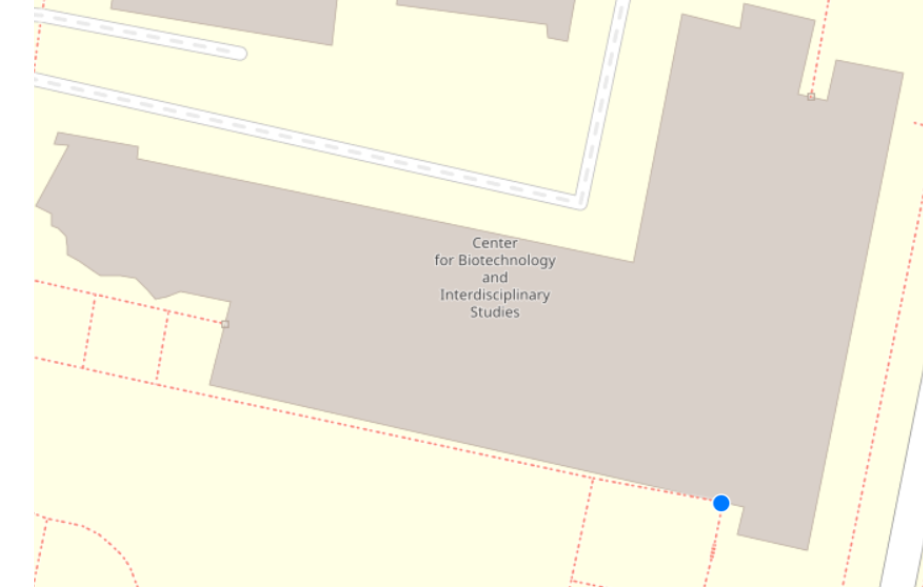 Center
for Biotechnology
and
Interdisciplinary
Studies